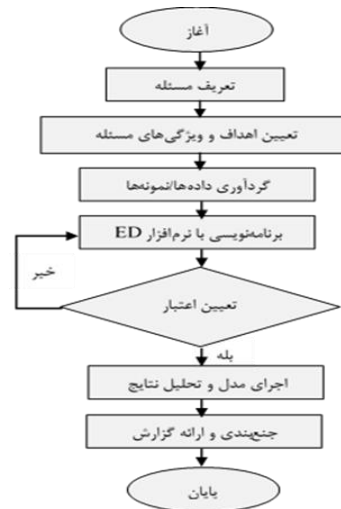 آغاز
تعریف مسئله
تعیین اهداف و ویژگی‌های مسئله
گردآوری داده‌ها/نمونه‌ها
برنامه‌نویسی با نرم‌افزار ED
خیر
تعیین اعتبار
بله
اجرای مدل و تحلیل نتایج
جنع‌بندی و ارائه گزارش
پایان